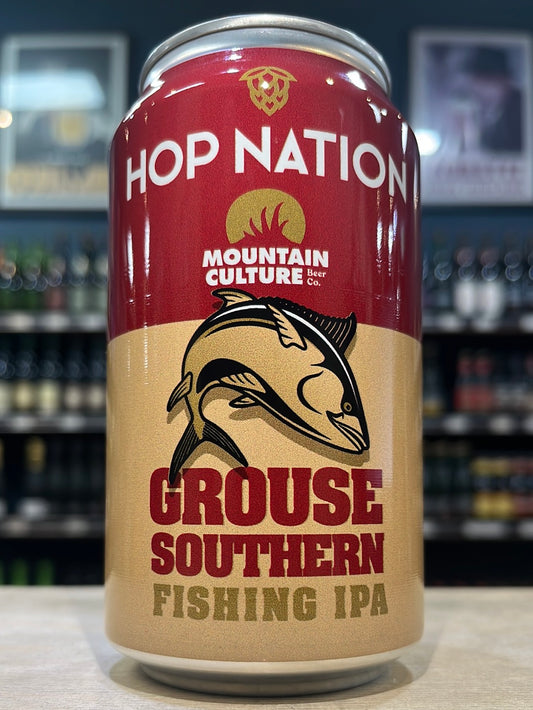 HOP NATION
MOUNTAIN
CULTURE Beer Co.
GROUSE
SOUTHERN
FISHING IPA